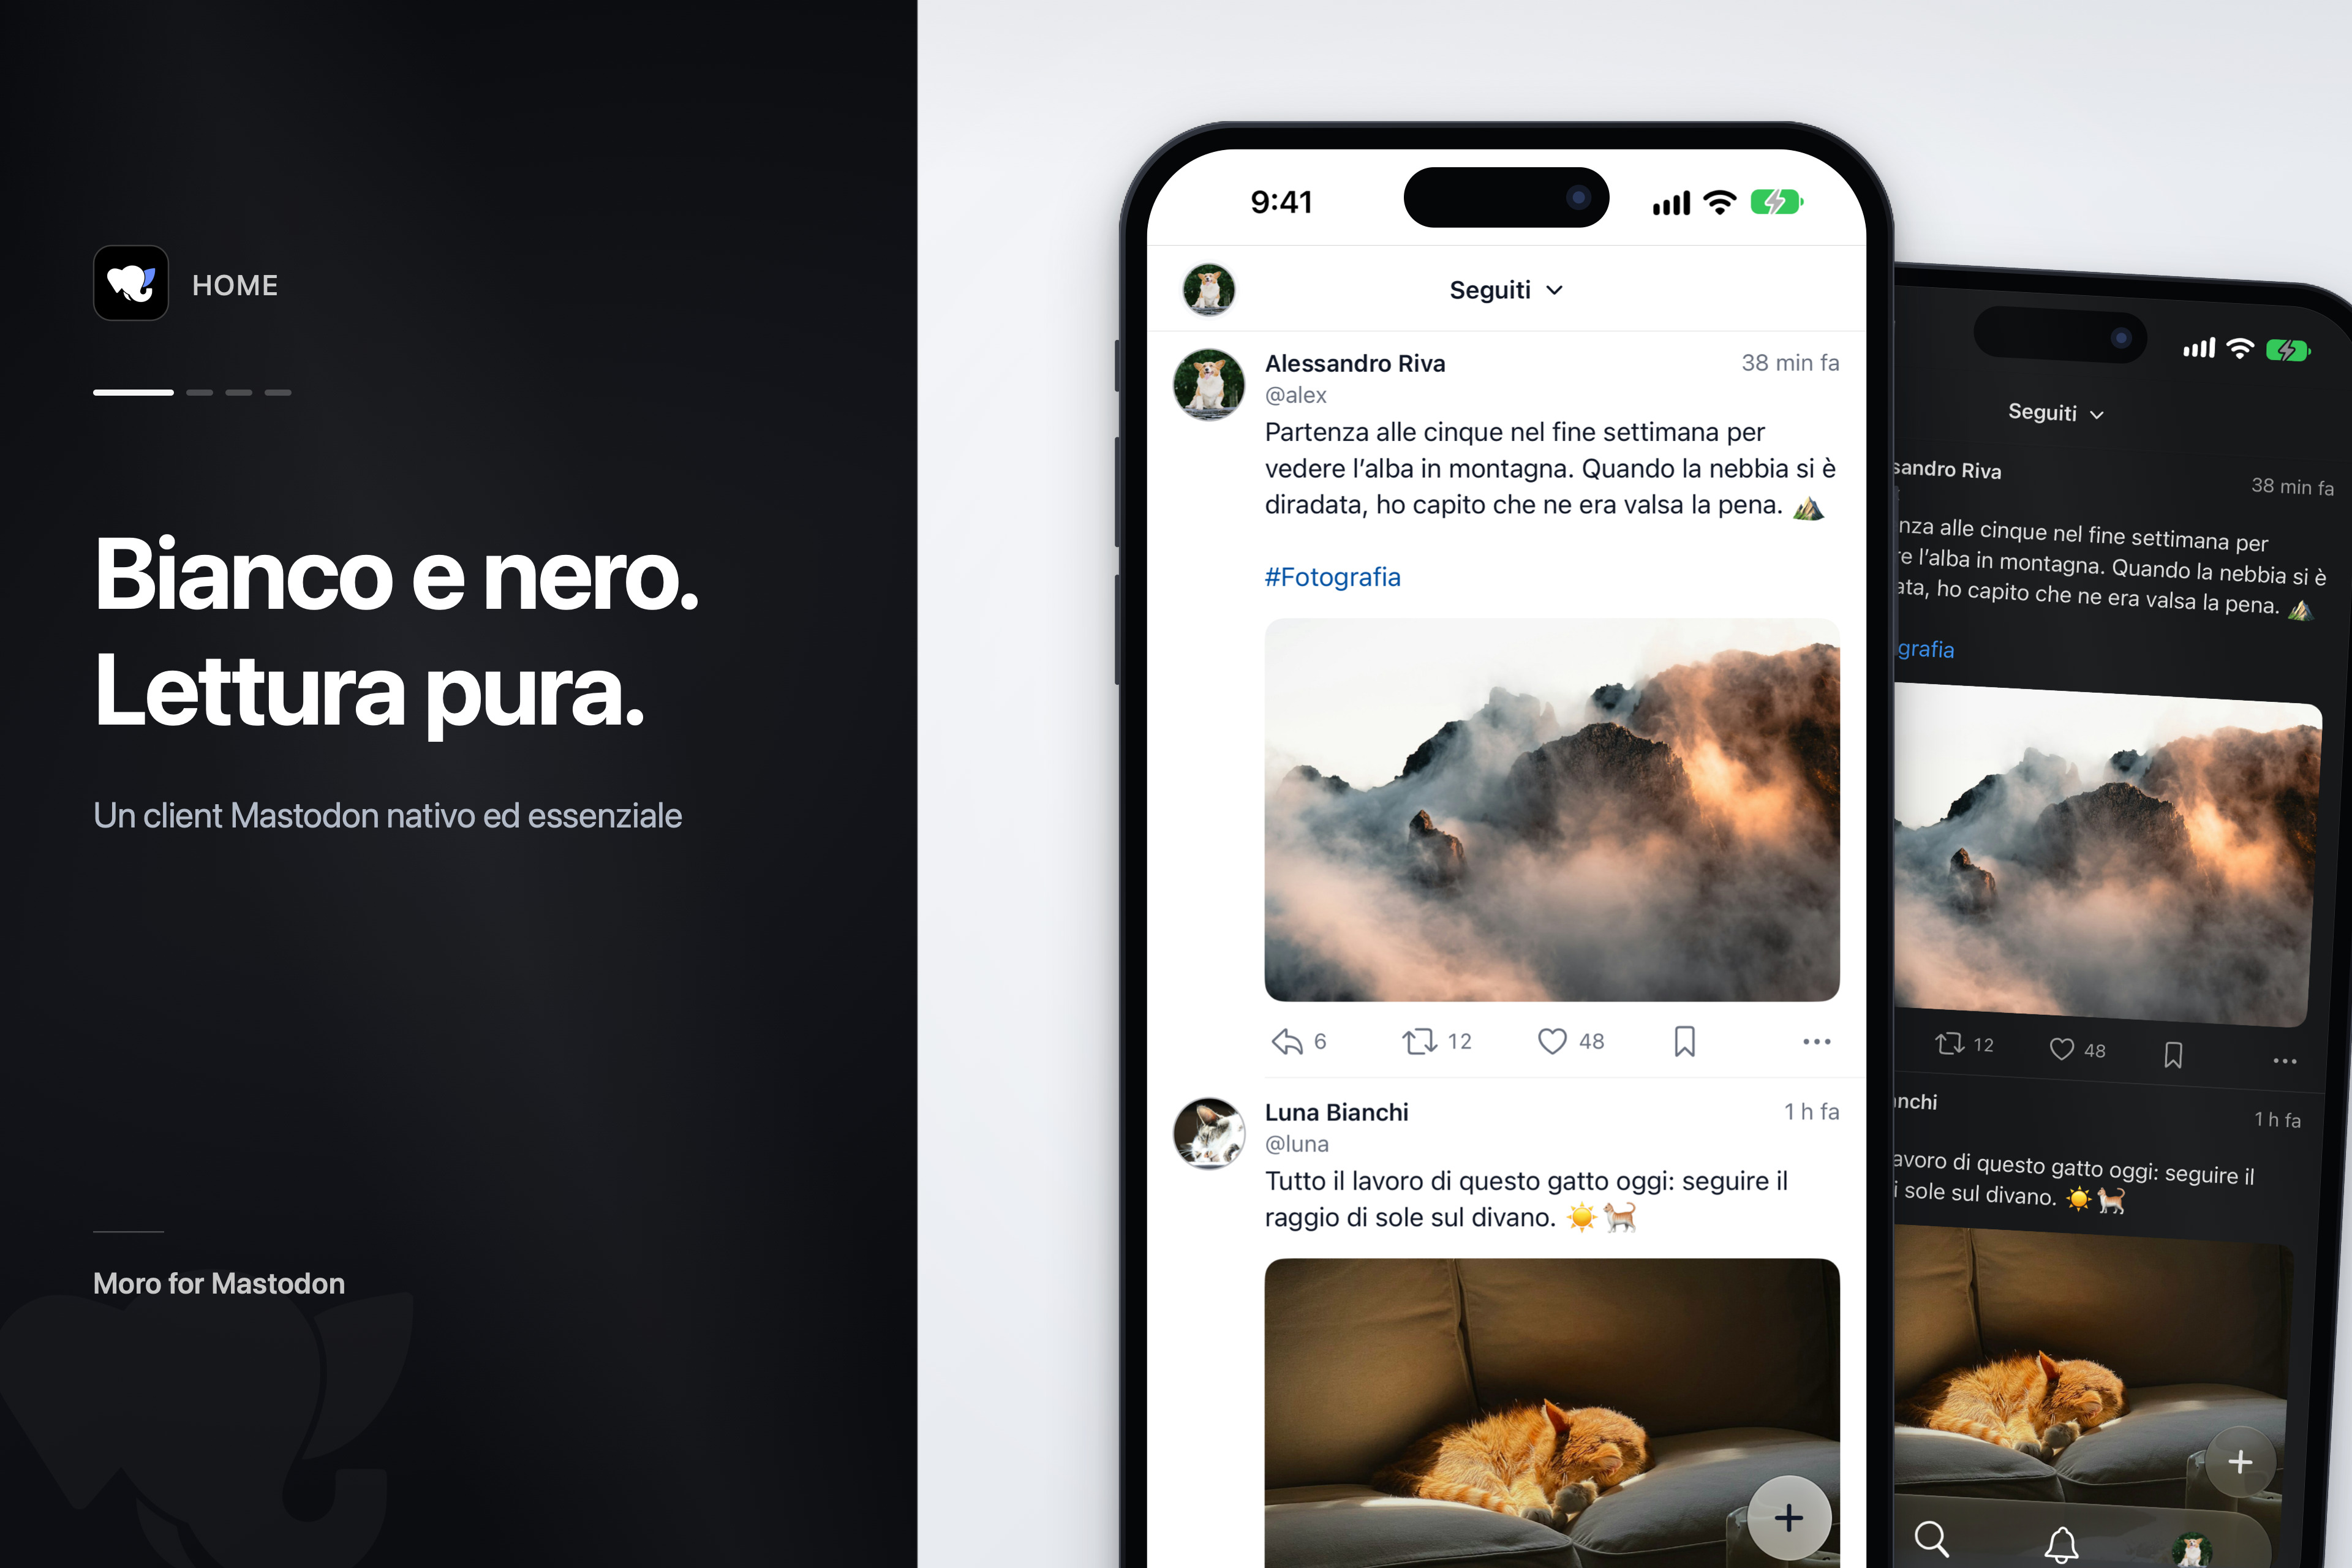 HOME
Bianco e nero.
Lettura pura.
Un client Mastodon nativo ed essenziale
Moro for Mastodon
9:41
Seguiti
Alessandro Riva
38 min fa
@alex
Partenza alle cinque nel fine settimana per
vedere l’alba in montagna. Quando la nebbia si è
diradata, ho capito che ne era valsa la pena.
#Fotografia
6
12
48
Luna Bianchi
1 h fa
@luna
Tutto il lavoro di questo gatto oggi: seguire il
raggio di sole sul divano.
Seguiti
sandro Riva
38 min fa
nza alle cinque nel fine settimana per
re l’alba in montagna. Quando la nebbia si è
ata, ho capito che ne era valsa la pena.
grafia
12
48
nchi
1 h fa
avoro di questo gatto oggi: seguire il
i sole sul divano.